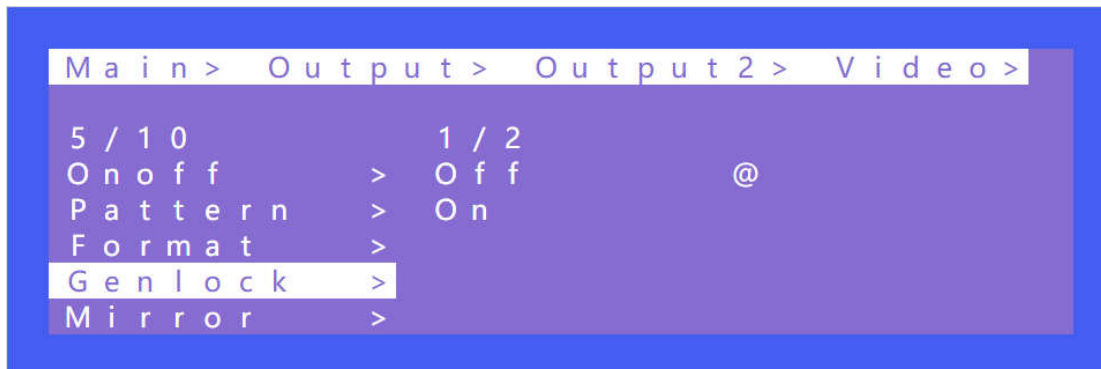 Main> Output> Output2> Video>
5/10 1/2
Onoff > Off @
Pattern > On
Format >
Genlock >
Mirror >